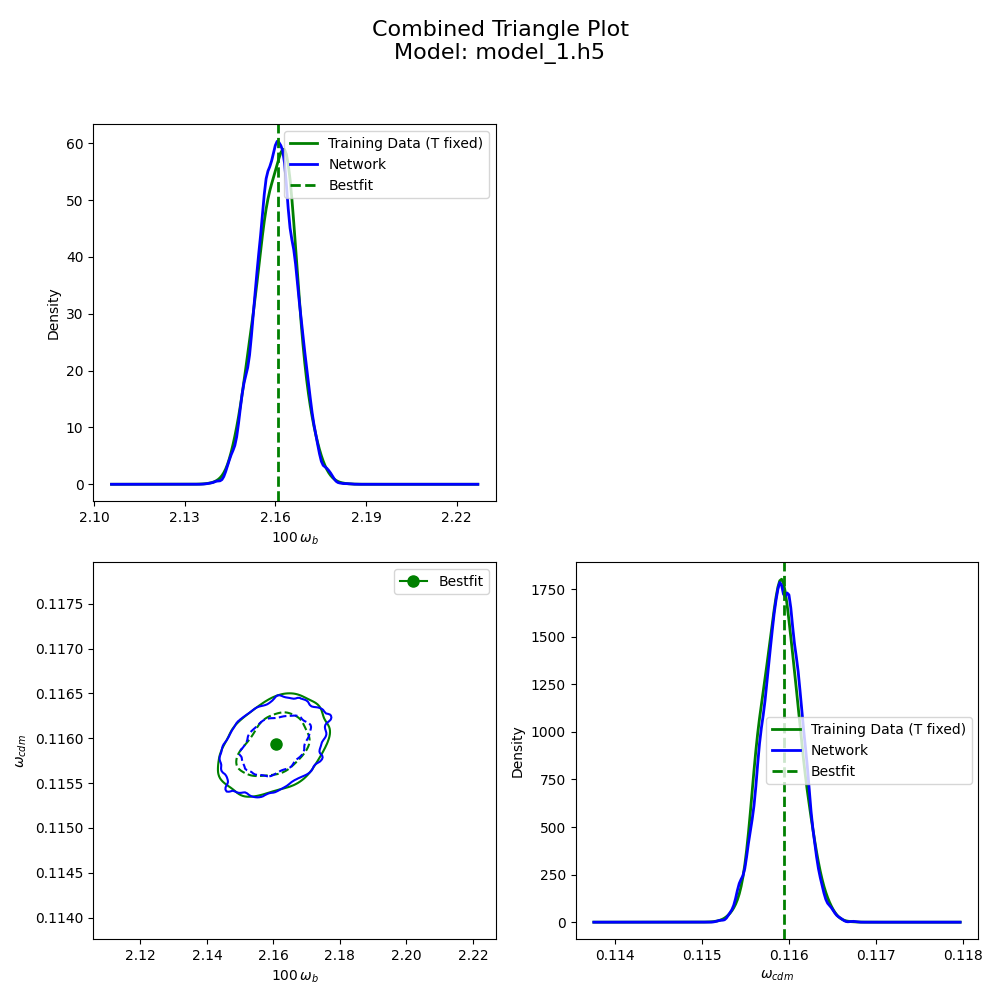 Combined Triangle Plot
Model: model_1.h5
60
50
40
30
20
10
0
Density
Training Data (T fixed)
Network
Bestfit
2.10 2.13 2.16 2.19 2.22
100 ω_b
0.1175
0.1170
0.1165
0.1160
0.1155
0.1150
0.1145
0.1140
ω_cdm
Bestfit
2.12 2.14 2.16 2.18 2.20 2.22
100 ω_b
1750
1500
1250
1000
750
500
250
0
Density
Training Data (T fixed)
Network
Bestfit
0.114 0.115 0.116 0.117 0.118
ω_cdm